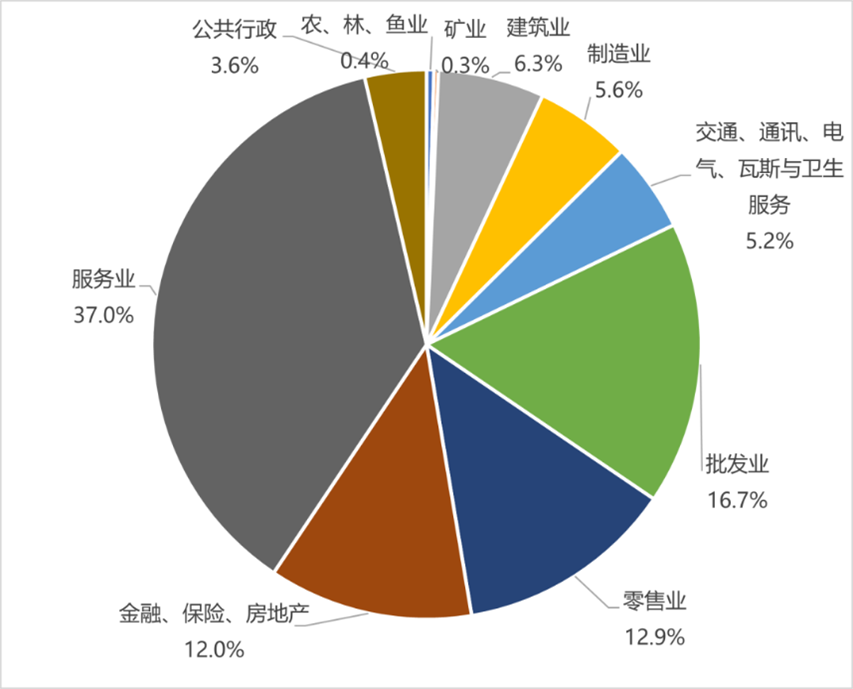 公共行政
3.6%
农、林、鱼业
0.4%
矿业
0.3%
建筑业
6.3%
制造业
5.6%
交通、通讯、电
气、瓦斯与卫生
服务
5.2%
批发业
16.7%
零售业
12.9%
金融、保险、房地产
12.0%
服务业
37.0%